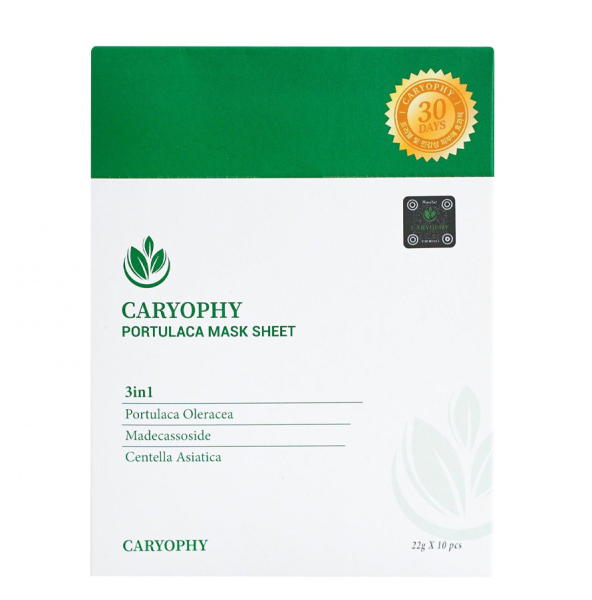 CARYOPHY
30
DAYS
CARYOPHY
CARYOPHY
PORTULACA MASK SHEET
3in1
Portulaca Oleracea
Madecassoside
Centella Asiatica
CARYOPHY
22g X 10 pcs